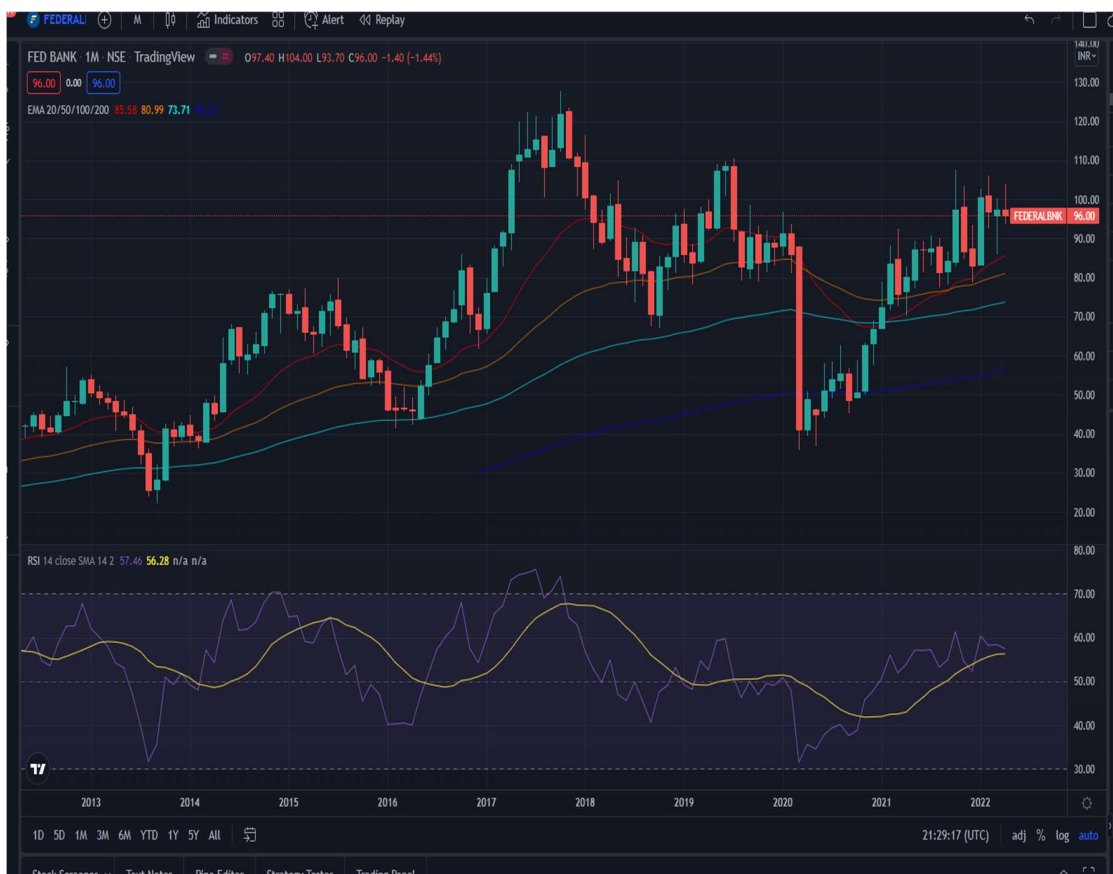 FEDERAL M Indicators Alert Replay
FED BANK · 1M · NSE · TradingView O97.40 H104.00 L93.70 C96.00 −1.40 (−1.44%)
96.00 0.00 96.00
EMA 20/50/100/200 85.58 80.99 73.71
140.00
INR
130.00
120.00
110.00
100.00
FEDERALBNK 96.00
90.00
80.00
70.00
60.00
50.00
40.00
30.00
20.00
RSI 14 close SMA 14 2 57.46 56.28 n/a n/a
80.00
70.00
60.00
50.00
40.00
30.00
2013 2014 2015 2016 2017 2018 2019 2020 2021 2022
1D 5D 1M 3M 6M YTD 1Y 5Y All 21:29:17 (UTC) adj % log auto
Stock Screener Text Notes Pine Editor Strategy Tester Trading Panel